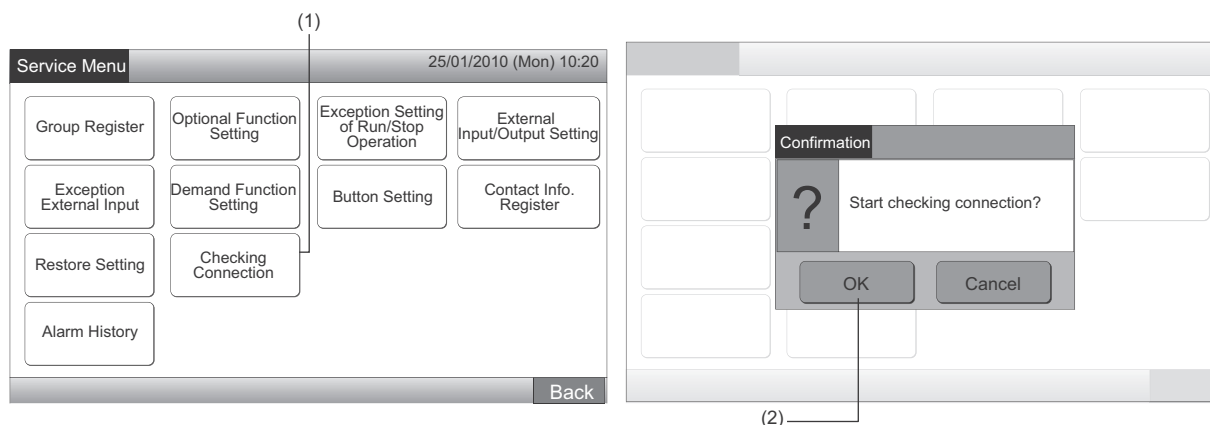 (1)
Service Menu
25/01/2010 (Mon) 10:20
Group Register
Optional Function
Setting
Exception Setting
of Run/Stop
Operation
External
Input/Output Setting
Exception
External Input
Demand Function
Setting
Button Setting
Contact Info.
Register
Restore Setting
Checking
Connection
Alarm History
Back
Confirmation
?
Start checking connection?
OK
Cancel
(2)